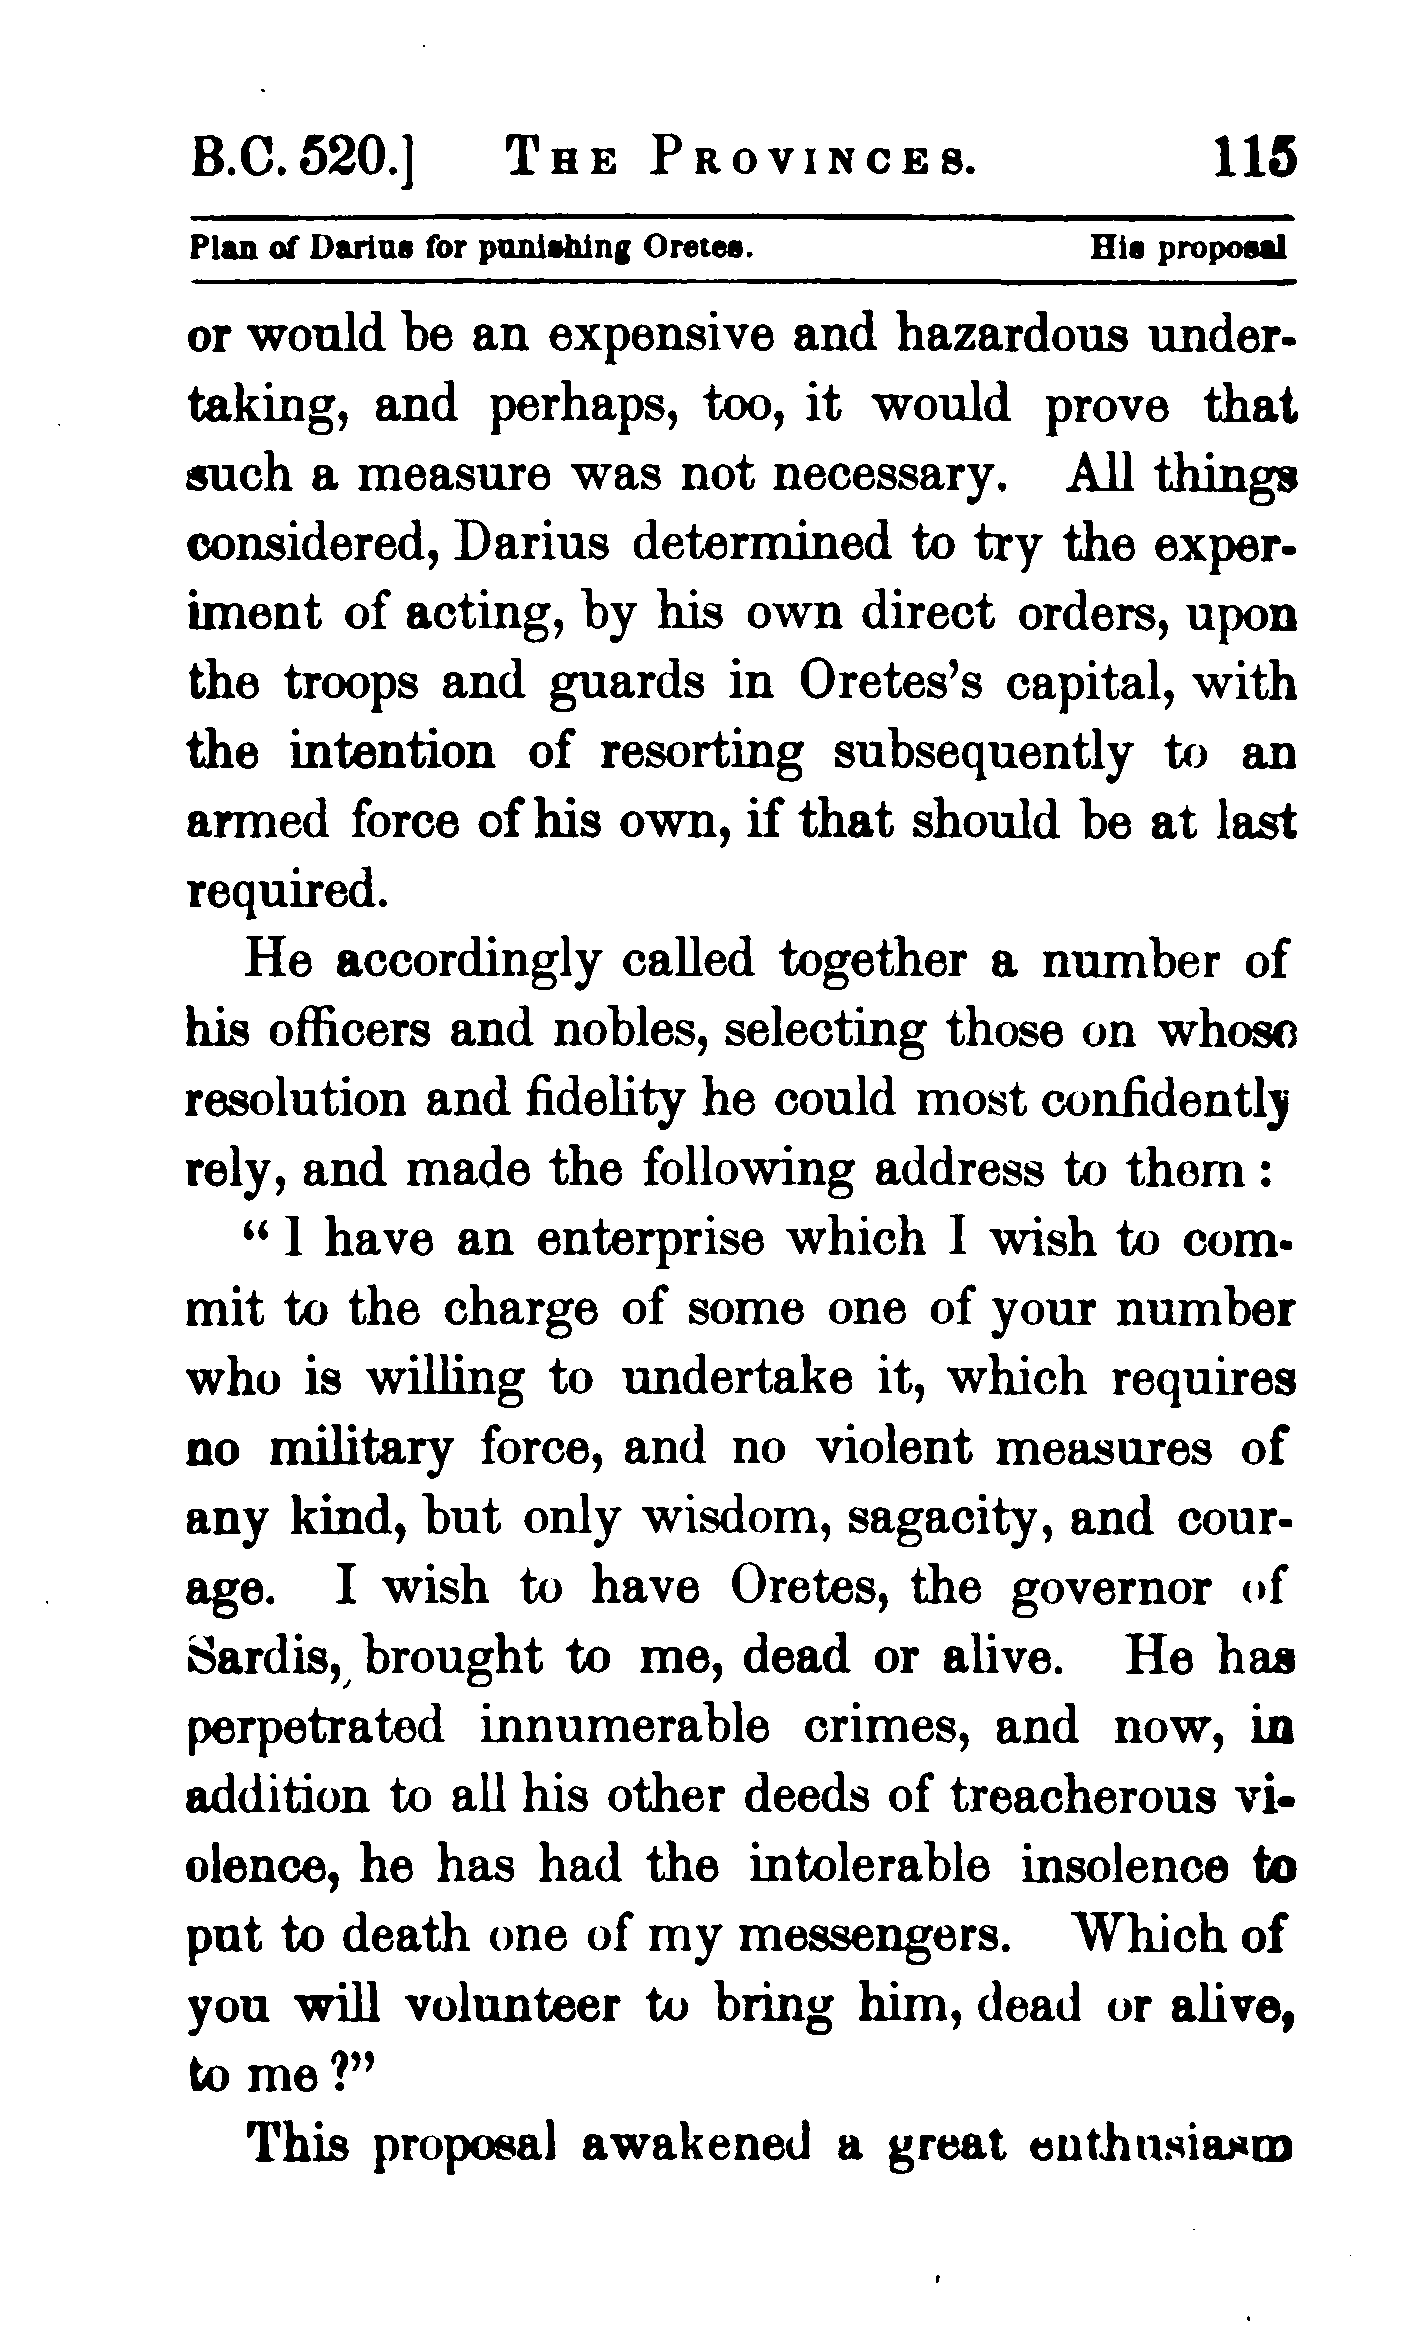 B.C. 520.] THE PROVINCES. 115
Plan of Darius for punishing Oretes. His proposal
or would be an expensive and hazardous under-
taking, and perhaps, too, it would prove that
such a measure was not necessary. All things
considered, Darius determined to try the exper-
iment of acting, by his own direct orders, upon
the troops and guards in Oretes's capital, with
the intention of resorting subsequently to an
armed force of his own, if that should be at last
required.
He accordingly called together a number of
his officers and nobles, selecting those on whose
resolution and fidelity he could most confidently
rely, and made the following address to them :
“ I have an enterprise which I wish to com-
mit to the charge of some one of your number
who is willing to undertake it, which requires
no military force, and no violent measures of
any kind, but only wisdom, sagacity, and cour-
age. I wish to have Oretes, the governor of
Sardis, brought to me, dead or alive. He has
perpetrated innumerable crimes, and now, in
addition to all his other deeds of treacherous vi-
olence, he has had the intolerable insolence to
put to death one of my messengers. Which of
you will volunteer to bring him, dead or alive,
to me ?”
This proposal awakened a great enthusiasm